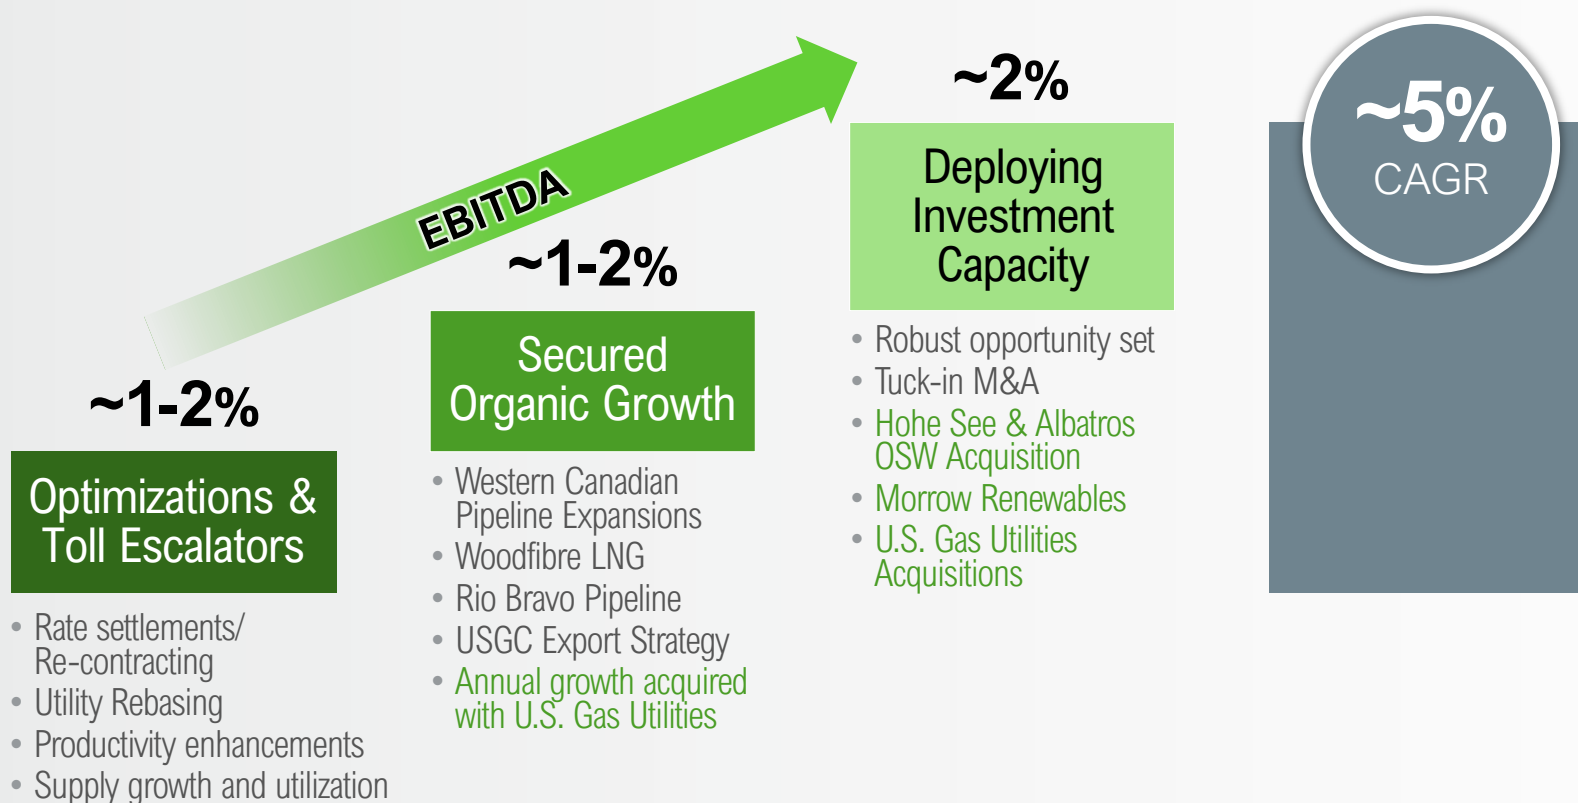 EBITDA
~1-2%
Optimizations &
Toll Escalators
• Rate settlements/
Re-contracting
• Utility Rebasing
• Productivity enhancements
• Supply growth and utilization
~1-2%
Secured
Organic Growth
• Western Canadian
Pipeline Expansions
• Woodfibre LNG
• Rio Bravo Pipeline
• USGC Export Strategy
• Annual growth acquired
with U.S. Gas Utilities
~2%
Deploying
Investment
Capacity
• Robust opportunity set
• Tuck-in M&A
• Hohe See & Albatros
OSW Acquisition
• Morrow Renewables
• U.S. Gas Utilities
Acquisitions
~5%
CAGR